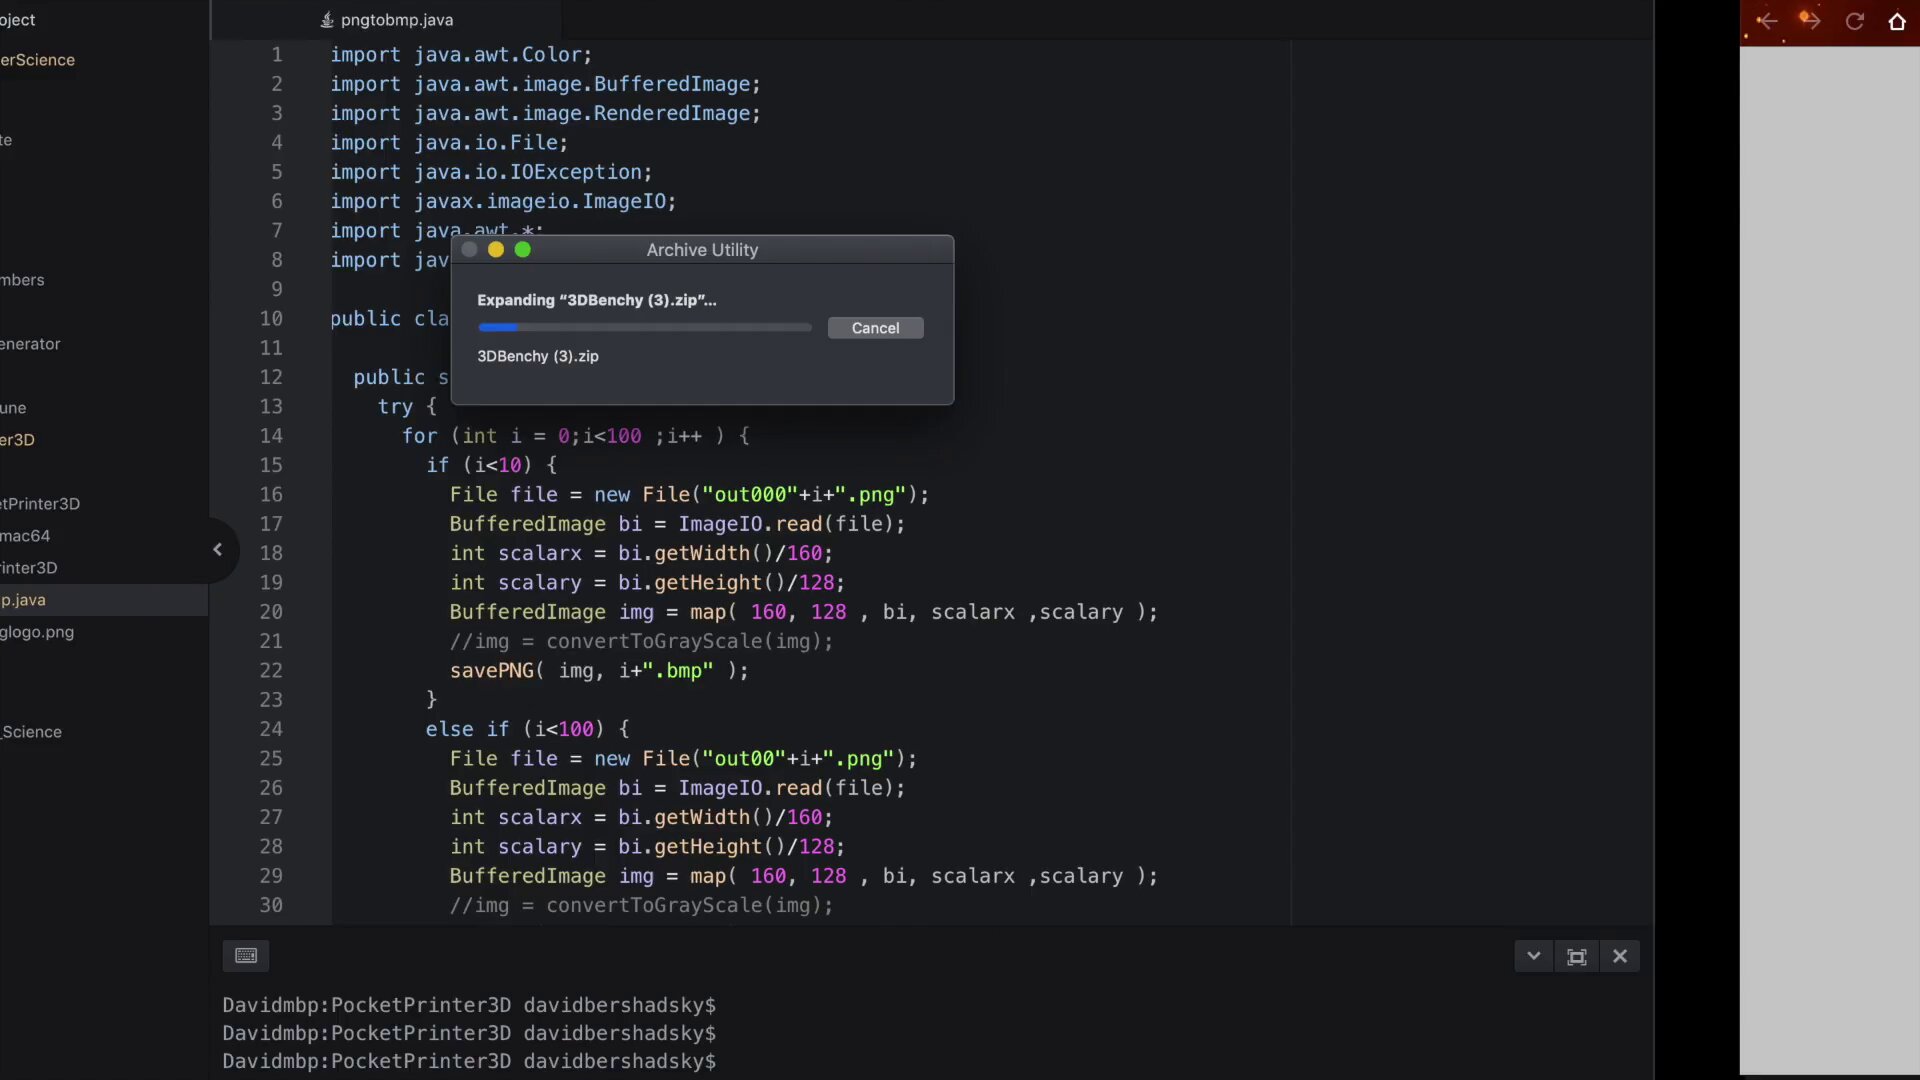 oject
erScience
te
mbers
enerator
une
er3D
etPrinter3D
mac64
rinter3D
p.java
glogo.png
_Science
pngtobmp.java
1 import java.awt.Color;
2 import java.awt.image.BufferedImage;
3 import java.awt.image.RenderedImage;
4 import java.io.File;
5 import java.io.IOException;
6 import javax.imageio.ImageIO;
7 import java.awt.*;
8 import jav
9
10 public cla
11
12 public s
13 try {
14 for (int i = 0;i<100 ;i++ ) {
15 if (i<10) {
16 File file = new File("out000"+i+".png");
17 BufferedImage bi = ImageIO.read(file);
18 int scalarx = bi.getWidth()/160;
19 int scalary = bi.getHeight()/128;
20 BufferedImage img = map( 160, 128 , bi, scalarx ,scalary );
21 //img = convertToGrayScale(img);
22 savePNG( img, i+".bmp" );
23 }
24 else if (i<100) {
25 File file = new File("out00"+i+".png");
26 BufferedImage bi = ImageIO.read(file);
27 int scalarx = bi.getWidth()/160;
28 int scalary = bi.getHeight()/128;
29 BufferedImage img = map( 160, 128 , bi, scalarx ,scalary );
30 //img = convertToGrayScale(img);
Archive Utility
Expanding “3DBenchy (3).zip”...
Cancel
3DBenchy (3).zip
Davidmbp:PocketPrinter3D davidbershadsky$
Davidmbp:PocketPrinter3D davidbershadsky$
Davidmbp:PocketPrinter3D davidbershadsky$